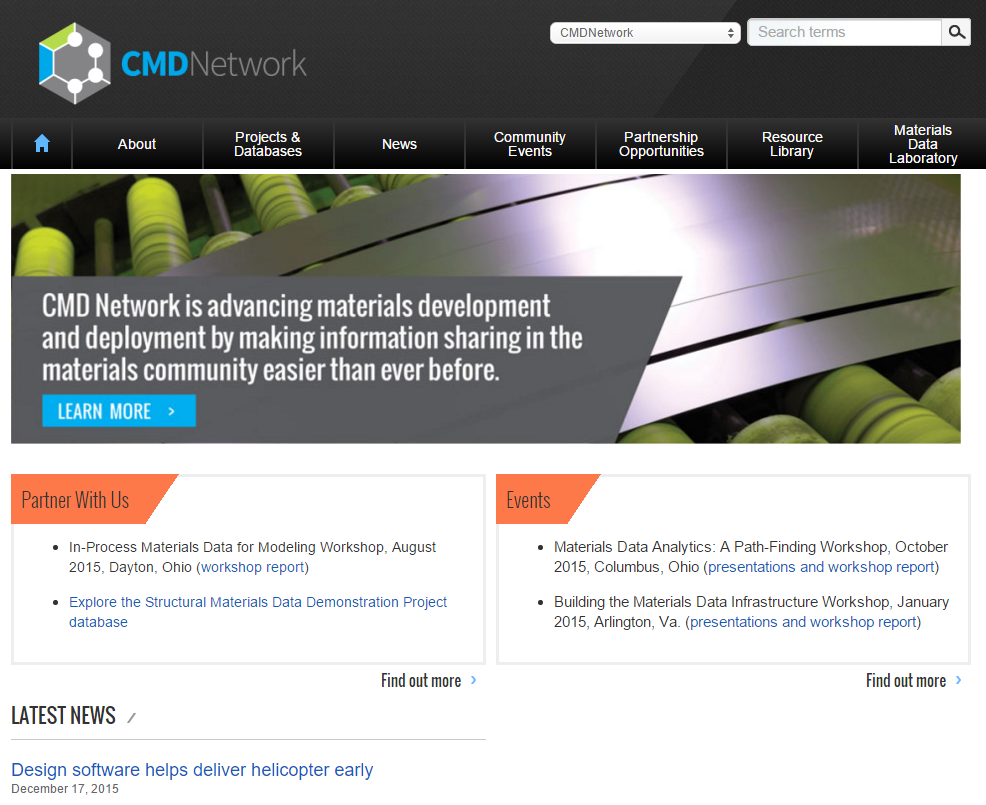 CMDNetwork
CMDNetwork
Search terms
About
Projects &
Databases
News
Community
Events
Partnership
Opportunities
Resource
Library
Materials
Data
Laboratory
CMD Network is advancing materials development
and deployment by making information sharing in the
materials community easier than ever before.
LEARN MORE >
Partner With Us
In-Process Materials Data for Modeling Workshop, August
2015, Dayton, Ohio (workshop report)
Explore the Structural Materials Data Demonstration Project
database
Find out more ›
Events
Materials Data Analytics: A Path-Finding Workshop, October
2015, Columbus, Ohio (presentations and workshop report)
Building the Materials Data Infrastructure Workshop, January
2015, Arlington, Va. (presentations and workshop report)
Find out more ›
LATEST NEWS /
Design software helps deliver helicopter early
December 17, 2015